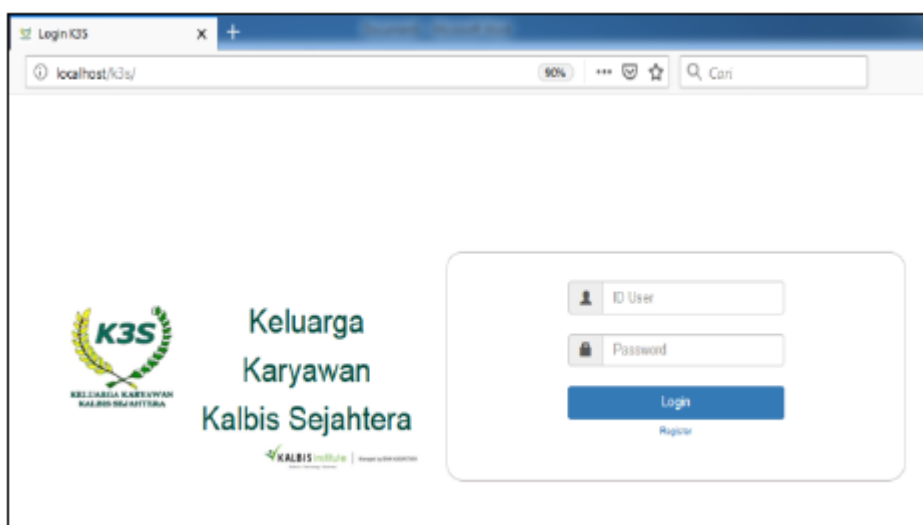 Login K3S
localhost/k3s/
90%
Cari
K3S
KELUARGA KARYAWAN
KALBIS SEJAHTERA
Keluarga
Karyawan
Kalbis Sejahtera
KALBIS institute
ID User
Password
Login
Register